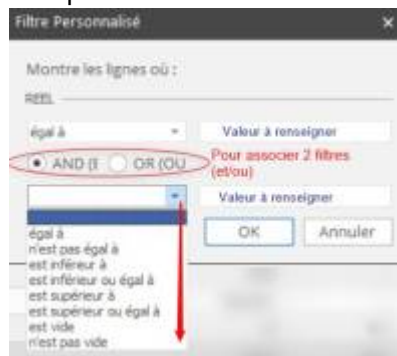 Filtre Personnalisé ×
Montre les lignes où :
REEL
égal à Valeur à renseigner
AND (E OR (OU Pour associer 2 filtres
(et/ou)
Valeur à renseigner
OK Annuler
égal à
n'est pas égal à
est inféreur à
est inféreur ou égal à
est supérieur à
est supérieur ou égal à
est vide
n'est pas vide